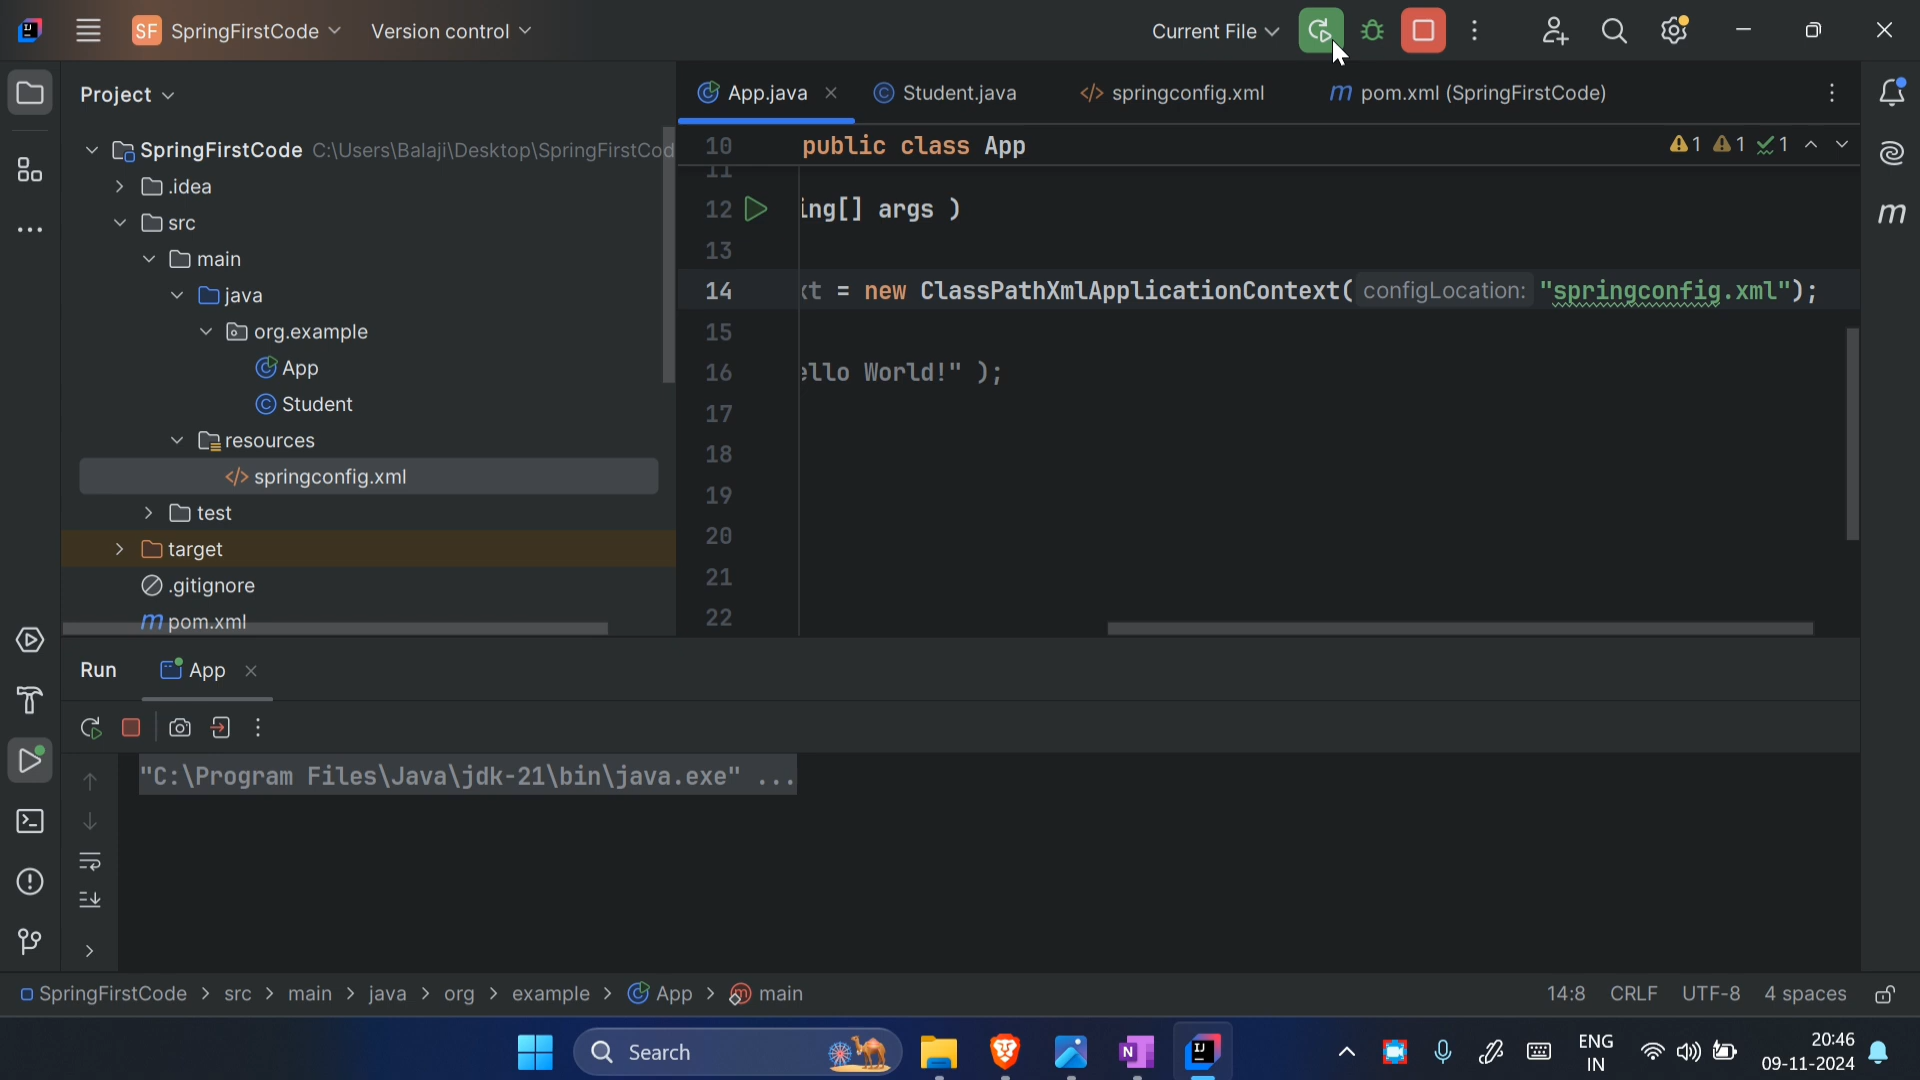 SF SpringFirstCode Version control Current File
Project
App.java Student.java </> springconfig.xml m pom.xml (SpringFirstCode)
SpringFirstCode C:\Users\Balaji\Desktop\SpringFirstCod
.idea
src
main
java
org.example
App
Student
resources
</> springconfig.xml
test
target
.gitignore
m pom.xml
10 public class App 1 1 1
11
12 ing[] args )
13
14 xt = new ClassPathXmlApplicationContext( configLocation: "springconfig.xml");
15
16 ello World!" );
17
18
19
20
21
22
m
Run App
"C:\Program Files\Java\jdk-21\bin\java.exe" ...
SpringFirstCode > src > main > java > org > example > App > main 14:8 CRLF UTF-8 4 spaces
Search ENG
IN
20:46
09-11-2024